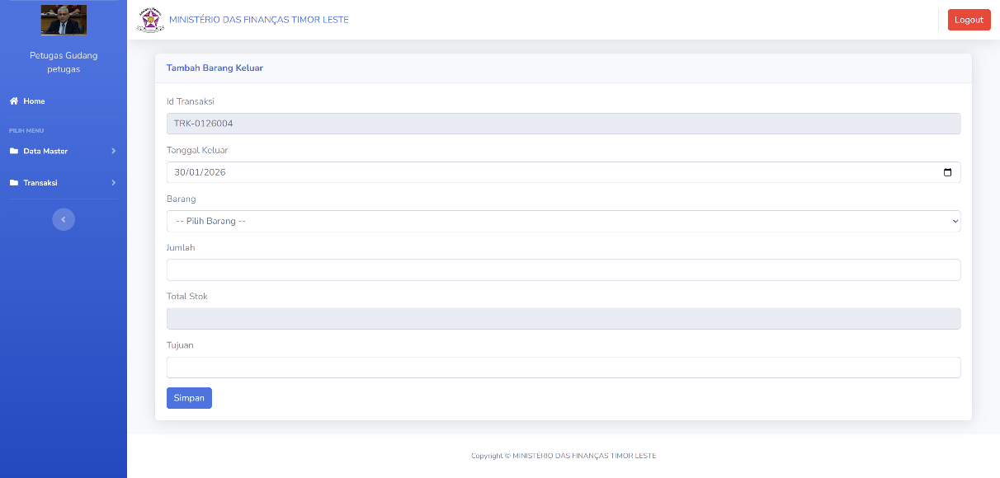 MINISTÉRIO DAS FINANÇAS TIMOR LESTE
Logout
Petugas Gudang
petugas
Home
PILIH MENU
Data Master
Transaksi
Tambah Barang Keluar
Id Transaksi
TRK-0126004
Tanggal Keluar
30/01/2026
Barang
-- Pilih Barang --
Jumlah
Total Stok
Tujuan
Simpan
Copyright © MINISTÉRIO DAS FINANÇAS TIMOR LESTE